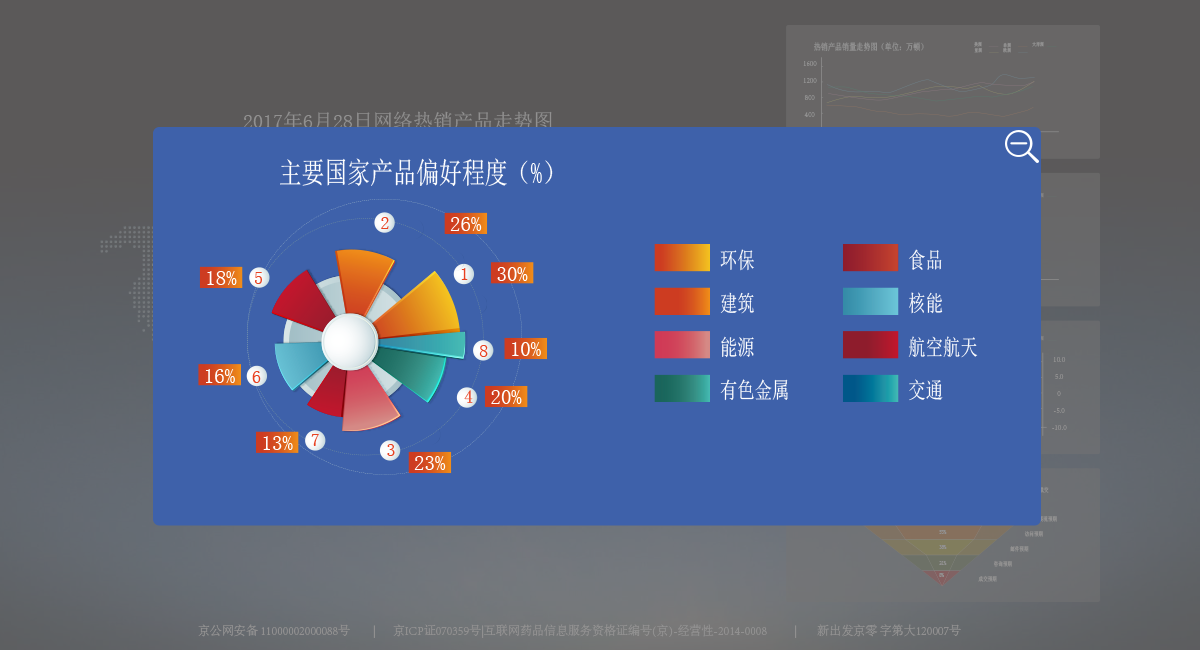 热销产品销量走势图（单位：万吨）
1600
1200
800
400
2017年6月28日网络热销产品走势图
主要国家产品偏好程度（%）
2
26%
1
30%
5
18%
8
10%
6
16%
4
20%
7
13%
3
23%
环保
食品
建筑
核能
能源
航空航天
有色金属
交通
10.0
5.0
0
-5.0
-10.0
京公网安备 11000002000088号 | 京ICP证070359号[互联网药品信息服务资格证编号(京)-经营性-2014-0008 | 新出发京零 字第大120007号